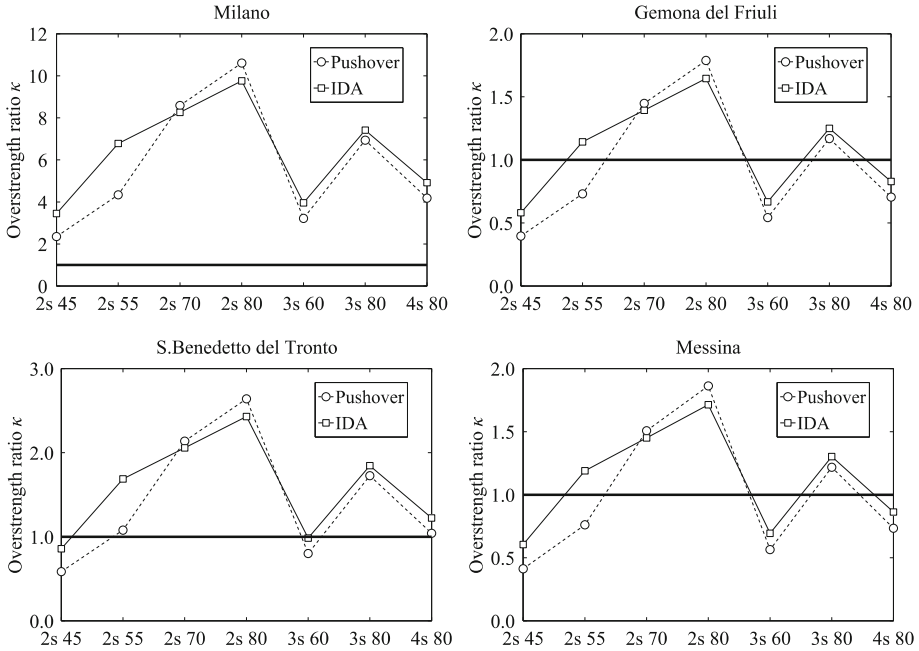 Milano
12
10
8
6
4
2
0
Overstrength ratio κ
Pushover
IDA
2s 45 2s 55 2s 70 2s 80 3s 60 3s 80 4s 80
Gemona del Friuli
2.0
1.5
1.0
0.5
0.0
Overstrength ratio κ
Pushover
IDA
2s 45 2s 55 2s 70 2s 80 3s 60 3s 80 4s 80
S.Benedetto del Tronto
3.0
2.0
1.0
0.0
Overstrength ratio κ
Pushover
IDA
2s 45 2s 55 2s 70 2s 80 3s 60 3s 80 4s 80
Messina
2.0
1.5
1.0
0.5
0.0
Overstrength ratio κ
Pushover
IDA
2s 45 2s 55 2s 70 2s 80 3s 60 3s 80 4s 80